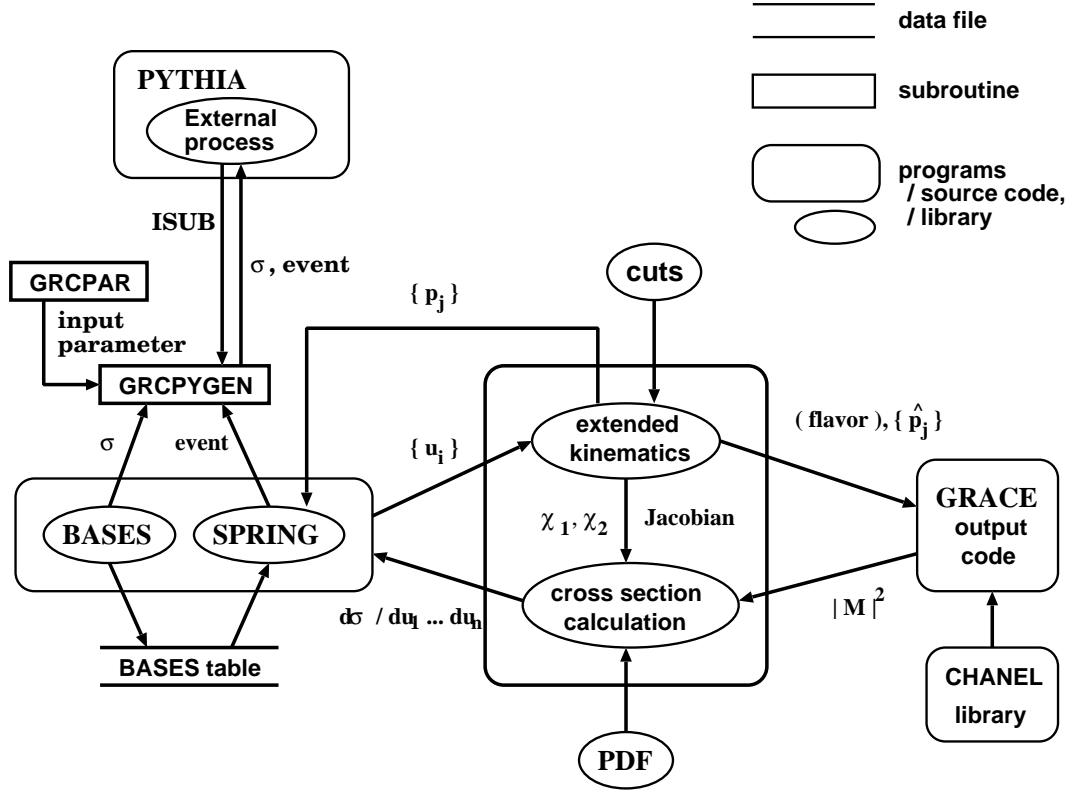 data file
PYTHIA
External
process
subroutine
programs
/ source code,
/ library
ISUB
σ, event
cuts
GRCPAR
input
parameter
{ p_j }
GRCPYGEN
σ
event
{ u_i }
extended
kinematics
( flavor ), { p̂_j }
BASES
SPRING
χ_1, χ_2
Jacobian
GRACE
output
code
cross section
calculation
dσ / du_1 ... du_n
| M |^2
BASES table
CHANEL
library
PDF